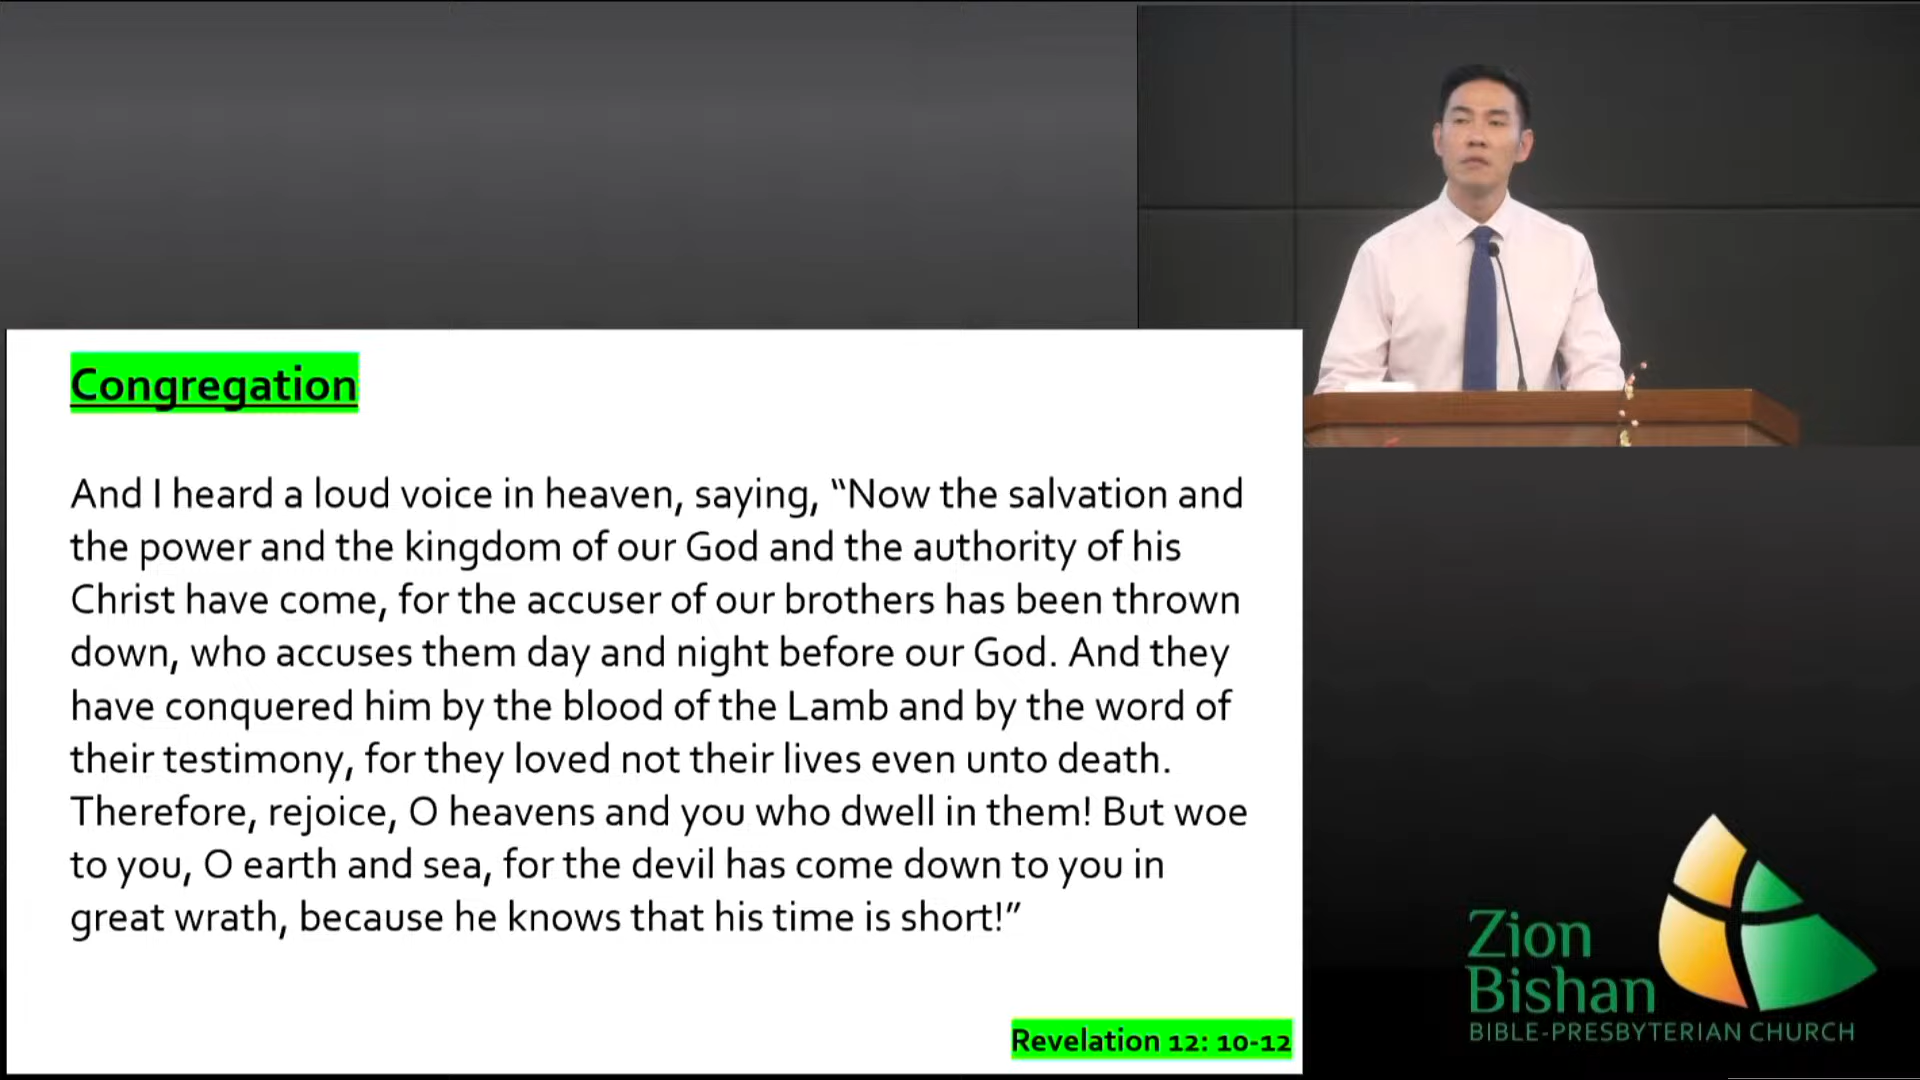 Congregation
And I heard a loud voice in heaven, saying, “Now the salvation and
the power and the kingdom of our God and the authority of his
Christ have come, for the accuser of our brothers has been thrown
down, who accuses them day and night before our God. And they
have conquered him by the blood of the Lamb and by the word of
their testimony, for they loved not their lives even unto death.
Therefore, rejoice, O heavens and you who dwell in them! But woe
to you, O earth and sea, for the devil has come down to you in
great wrath, because he knows that his time is short!”
Revelation 12: 10-12
Zion
Bishan
BIBLE-PRESBYTERIAN CHURCH